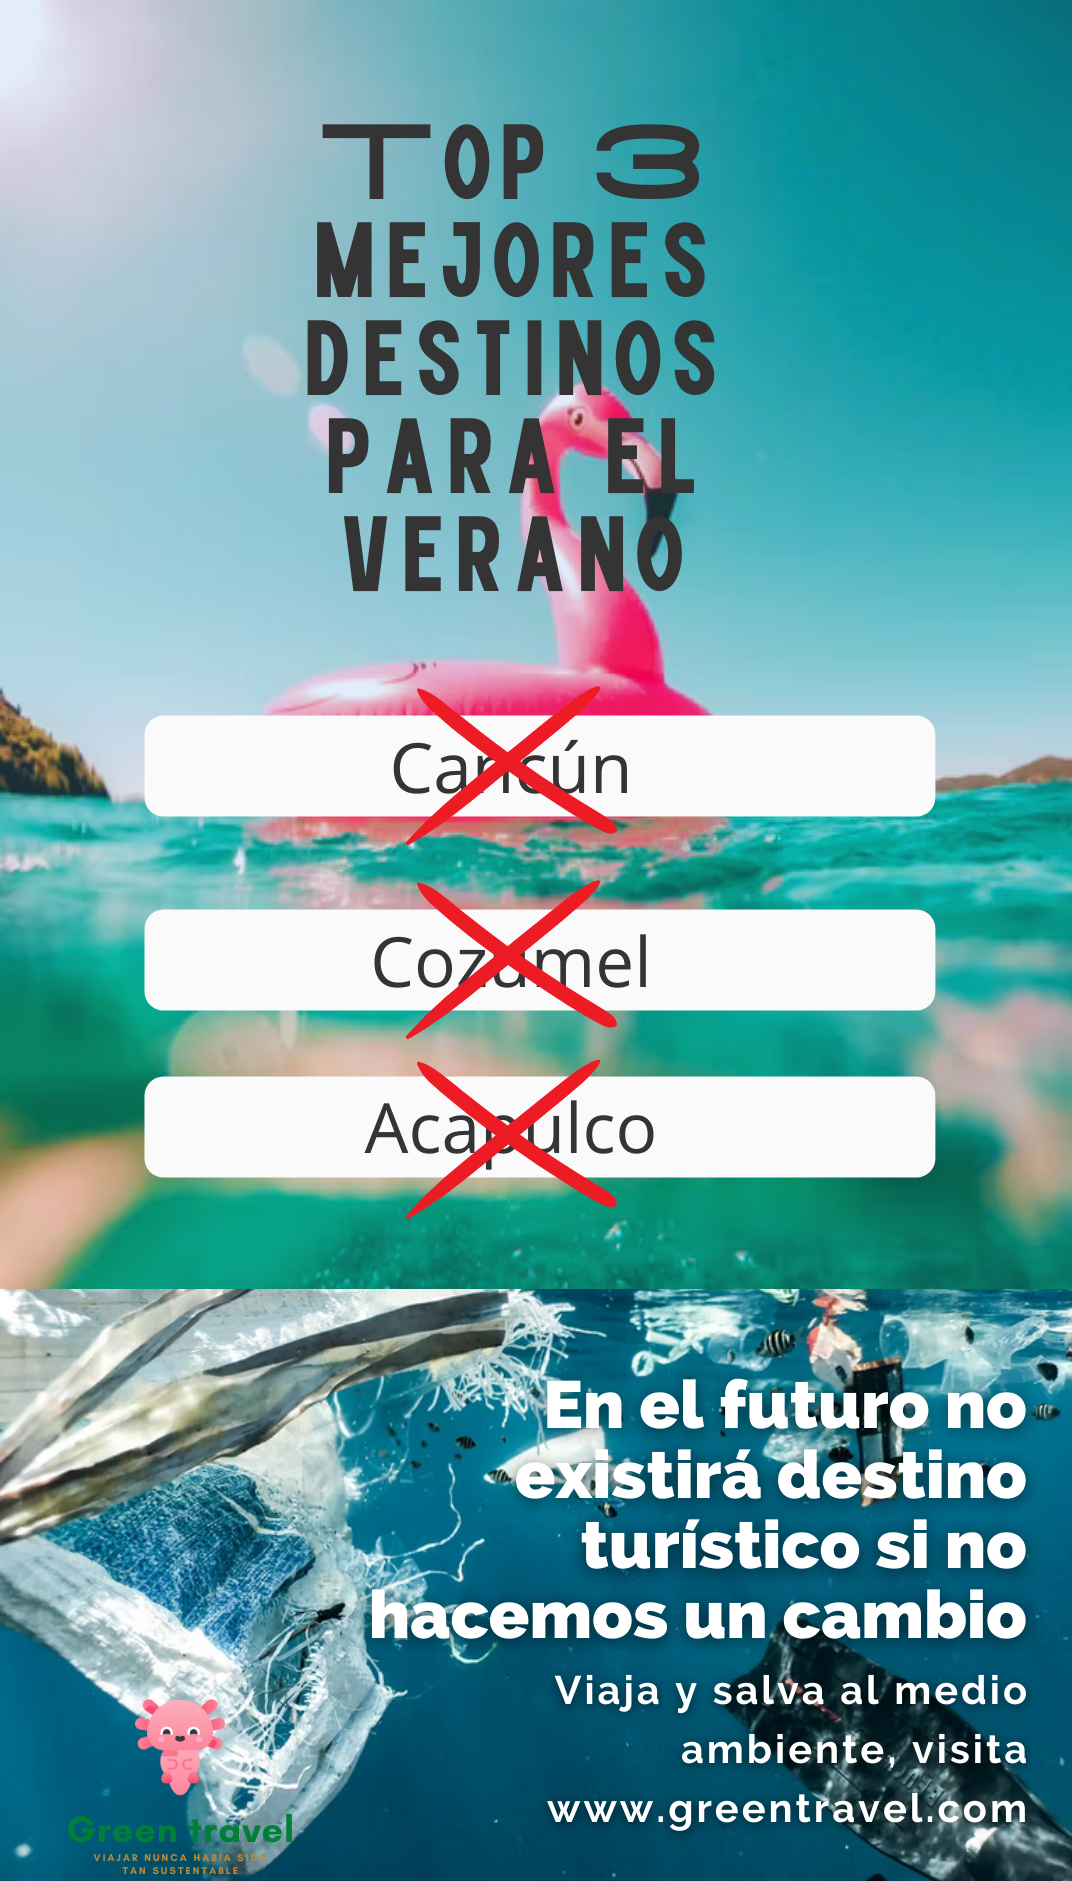 Top 3
MEJORES
DESTINOS
PARA EL
VERANO
Cancún
Cozumel
Acapulco
En el futuro no
existirá destino
turístico si no
hacemos un cambio
Viaja y salva al medio
ambiente, visita
www.greentravel.com
Green travel
VIAJAR NUNCA HABÍA SIDO
TAN SUSTENTABLE